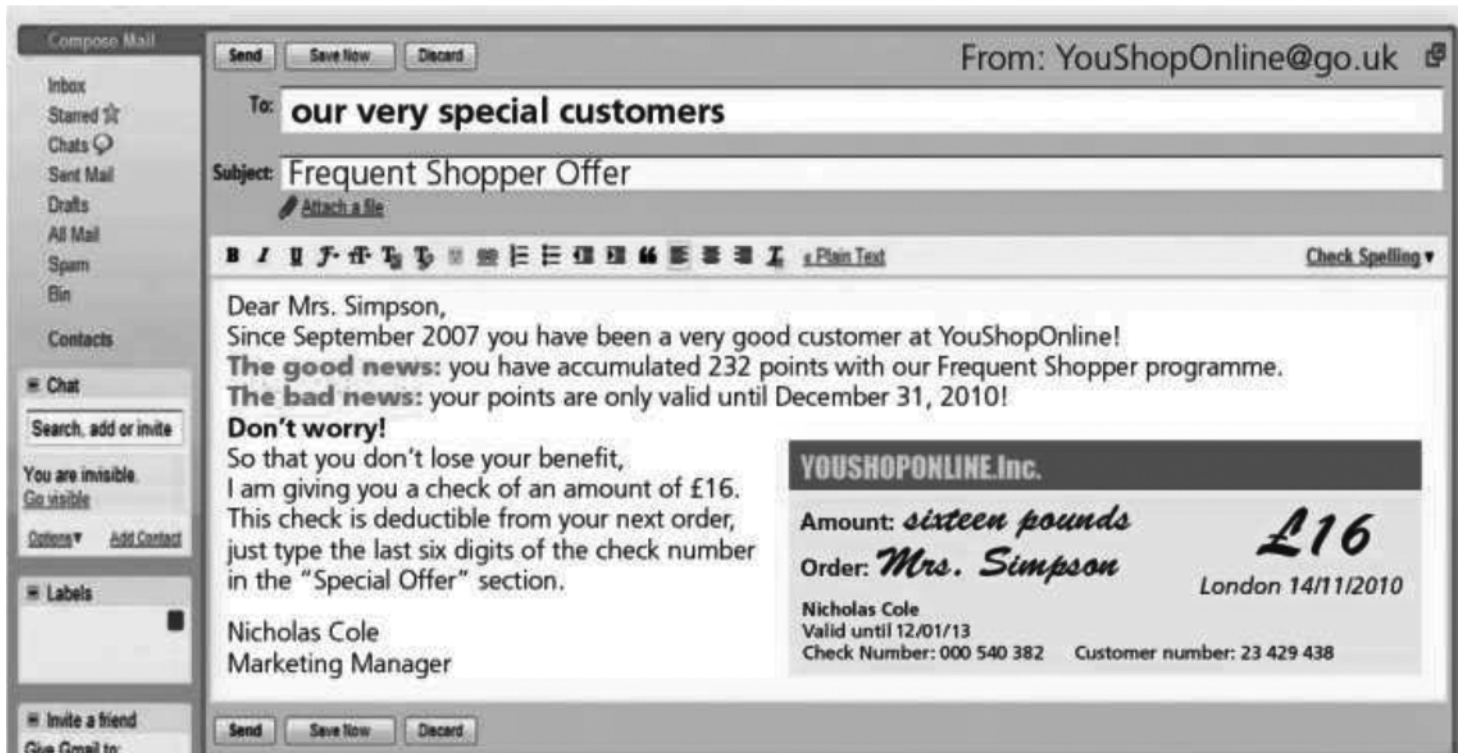 Compose Mail
Inbox
Starred
Chats
Sent Mail
Drafts
All Mail
Spam
Bin
Contacts
Chat
Search, add or invite
You are invisible.
Go visible
Options Add Contact
Labels
Invite a friend
Give Gmail to:
Send Save Now Discard
From: YouShopOnline@go.uk
To: our very special customers
Subject: Frequent Shopper Offer
Attach a file
« Plain Text Check Spelling
Dear Mrs. Simpson,
Since September 2007 you have been a very good customer at YouShopOnline!
The good news: you have accumulated 232 points with our Frequent Shopper programme.
The bad news: your points are only valid until December 31, 2010!
Don't worry!
So that you don't lose your benefit,
I am giving you a check of an amount of £16.
This check is deductible from your next order,
just type the last six digits of the check number
in the “Special Offer” section.
Nicholas Cole
Marketing Manager
YOUSHOPONLINE.Inc.
Amount: sixteen pounds
£16
Order: Mrs. Simpson
London 14/11/2010
Nicholas Cole
Valid until 12/01/13
Check Number: 000 540 382 Customer number: 23 429 438
Send Save Now Discard